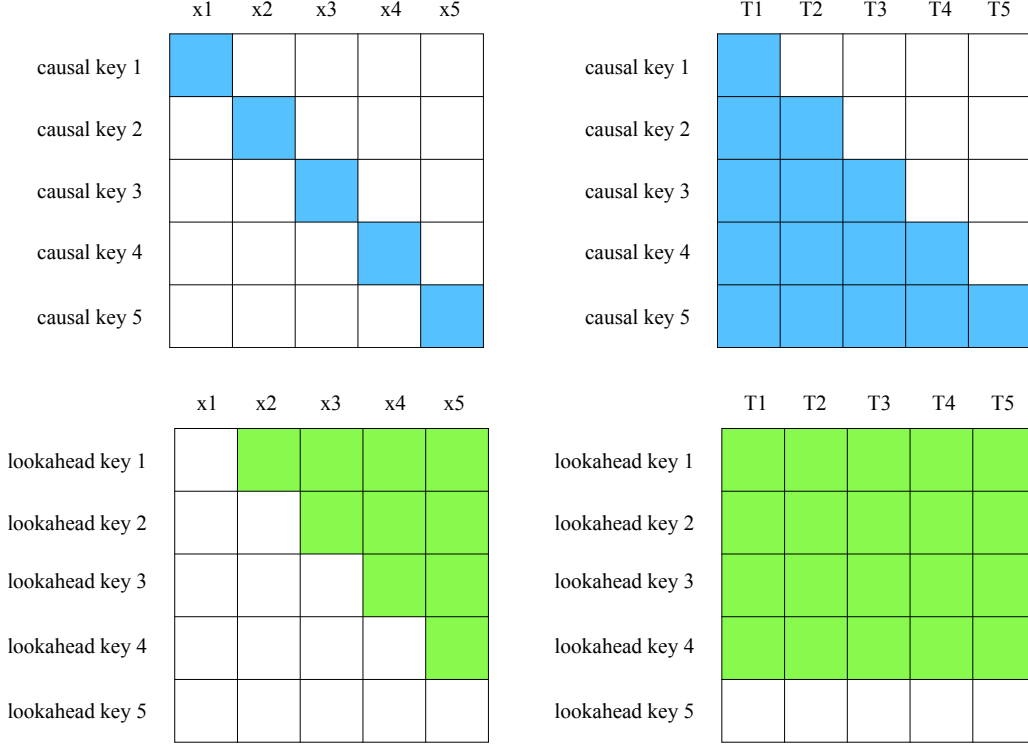 x1 x2 x3 x4 x5
causal key 1
causal key 2
causal key 3
causal key 4
causal key 5
T1 T2 T3 T4 T5
causal key 1
causal key 2
causal key 3
causal key 4
causal key 5
x1 x2 x3 x4 x5
lookahead key 1
lookahead key 2
lookahead key 3
lookahead key 4
lookahead key 5
T1 T2 T3 T4 T5
lookahead key 1
lookahead key 2
lookahead key 3
lookahead key 4
lookahead key 5